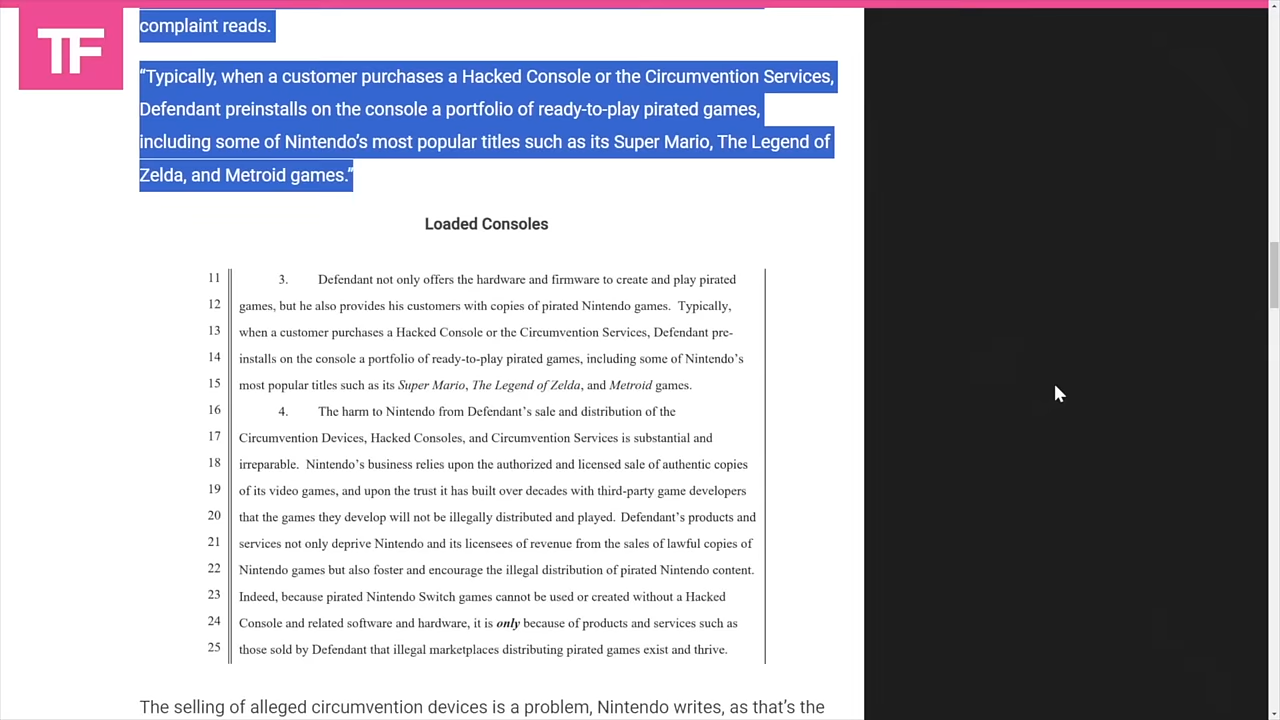 complaint reads.
TF
“Typically, when a customer purchases a Hacked Console or the Circumvention Services,
Defendant preinstalls on the console a portfolio of ready-to-play pirated games,
including some of Nintendo’s most popular titles such as its Super Mario, The Legend of
Zelda, and Metroid games.”
Loaded Consoles
11 3. Defendant not only offers the hardware and firmware to create and play pirated
12 games, but he also provides his customers with copies of pirated Nintendo games. Typically,
13 when a customer purchases a Hacked Console or the Circumvention Services, Defendant pre-
14 installs on the console a portfolio of ready-to-play pirated games, including some of Nintendo’s
15 most popular titles such as its Super Mario, The Legend of Zelda, and Metroid games.
16 4. The harm to Nintendo from Defendant’s sale and distribution of the
17 Circumvention Devices, Hacked Consoles, and Circumvention Services is substantial and
18 irreparable. Nintendo’s business relies upon the authorized and licensed sale of authentic copies
19 of its video games, and upon the trust it has built over decades with third-party game developers
20 that the games they develop will not be illegally distributed and played. Defendant’s products and
21 services not only deprive Nintendo and its licensees of revenue from the sales of lawful copies of
22 Nintendo games but also foster and encourage the illegal distribution of pirated Nintendo content.
23 Indeed, because pirated Nintendo Switch games cannot be used or created without a Hacked
24 Console and related software and hardware, it is only because of products and services such as
25 those sold by Defendant that illegal marketplaces distributing pirated games exist and thrive.
The selling of alleged circumvention devices is a problem, Nintendo writes, as that’s the